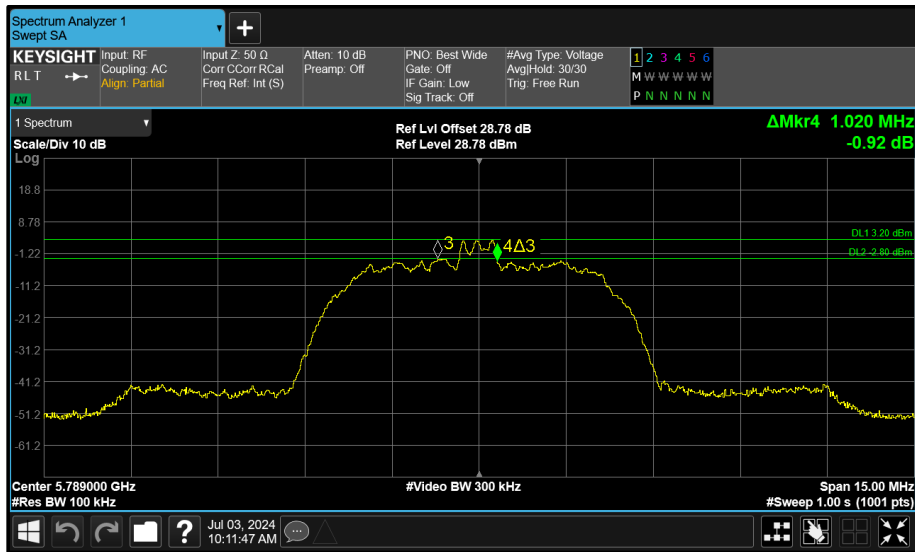 Spectrum Analyzer 1
Swept SA
KEYSIGHT
R L T
LXI
Input: RF
Coupling: AC
Align: Partial
Input Z: 50 Ω
Corr CCorr RCal
Freq Ref: Int (S)
Atten: 10 dB
Preamp: Off
PNO: Best Wide
Gate: Off
IF Gain: Low
Sig Track: Off
#Avg Type: Voltage
Avg|Hold: 30/30
Trig: Free Run
1 2 3 4 5 6
M W W W W W
P N N N N N
1 Spectrum
Scale/Div 10 dB
Ref Lvl Offset 28.78 dB
Ref Level 28.78 dBm
ΔMkr4 1.020 MHz
-0.92 dB
Log
18.8
8.78
-1.22
-11.2
-21.2
-31.2
-41.2
-51.2
-61.2
DL1 3.20 dBm
DL2 -2.80 dBm
3
4Δ3
Center 5.789000 GHz
#Res BW 100 kHz
#Video BW 300 kHz
Span 15.00 MHz
#Sweep 1.00 s (1001 pts)
?
Jul 03, 2024
10:11:47 AM